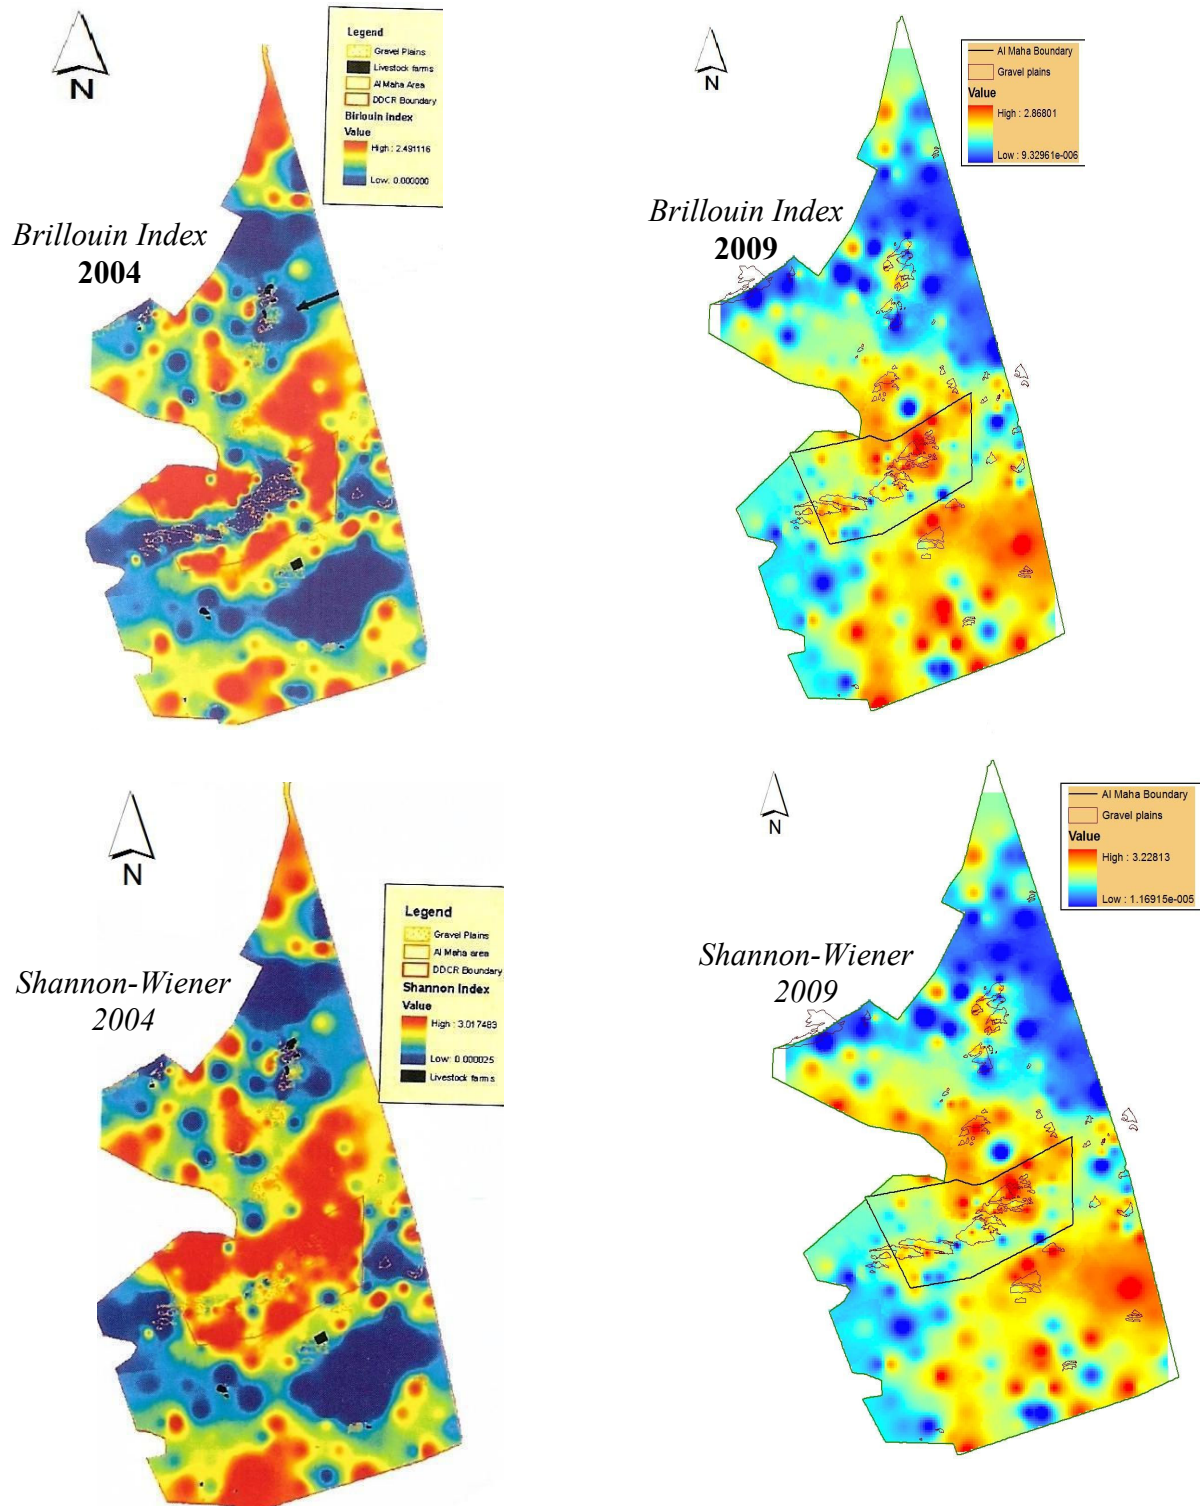 N
Legend
Gravel Plains
Livestock farms
Al Maha Area
DDCR Boundary
Birlouin index
Value
High : 2.491116
Low: 0.000000
Brillouin Index
2004
N
Al Maha Boundary
Gravel plains
Value
High : 2.86801
Low : 9.32961e-006
Brillouin Index
2009
N
Legend
Gravel Plains
Al Maha area
DDCR Boundary
Shannon Index
Value
High : 3.017483
Low: 0.000025
Livestock farms
Shannon-Wiener
2004
N
Al Maha Boundary
Gravel plains
Value
High : 3.22813
Low : 1.16915e-005
Shannon-Wiener
2009